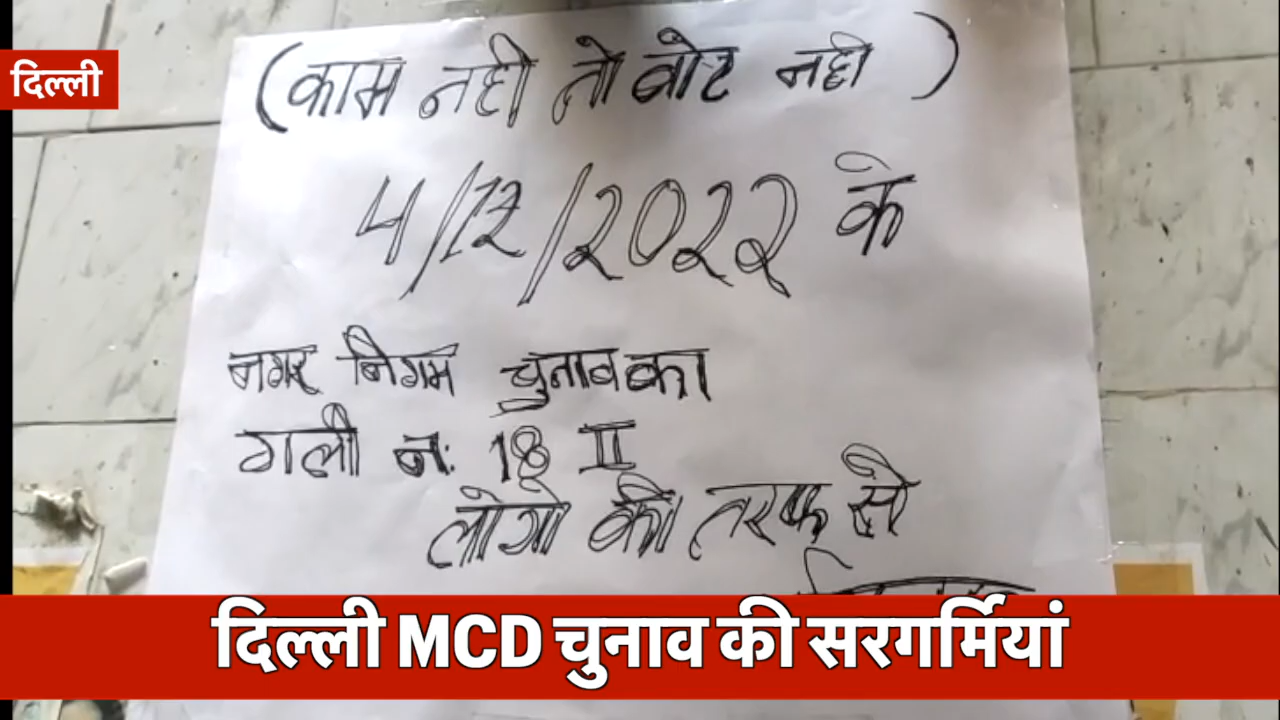 दिल्ली
(काम नही तो वोट नही)
4/12/2022 के
नगर निगम चुनाव का
गली न: 18 II
लोगो की तरफ से
दिल्ली MCD चुनाव की सरगर्मियां